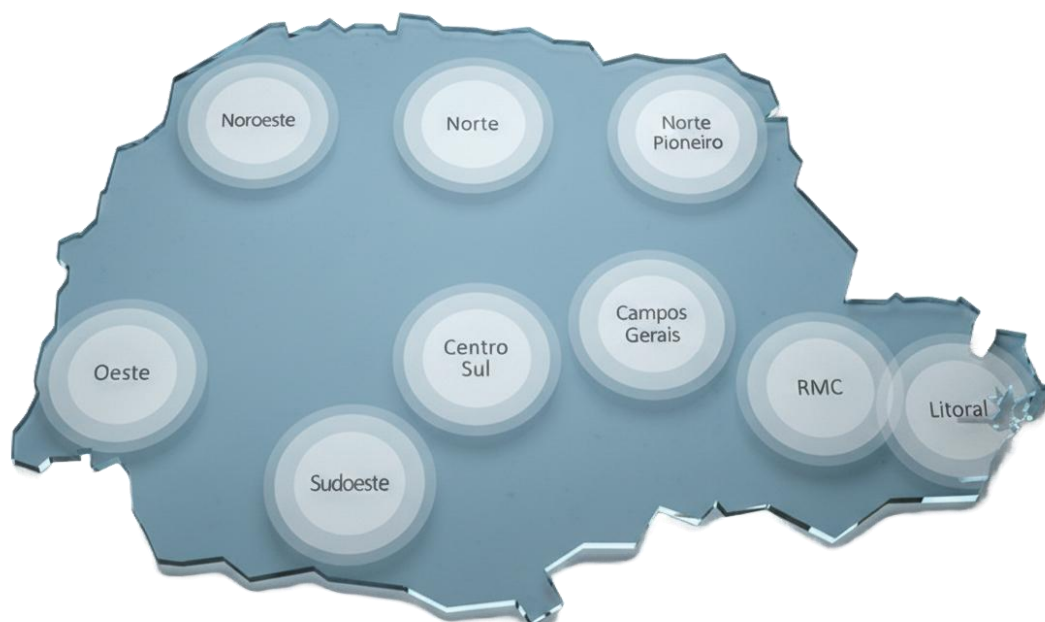 Noroeste
Norte
Norte
Pioneiro
Oeste
Centro
Sul
Campos
Gerais
RMC
Litoral
Sudoeste